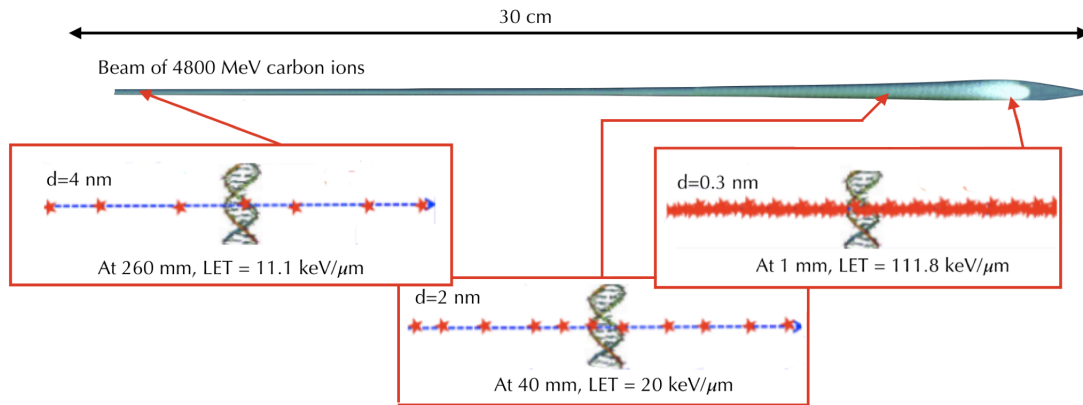 30 cm
Beam of 4800 MeV carbon ions
d=4 nm
At 260 mm, LET = 11.1 keV/μm
d=0.3 nm
At 1 mm, LET = 111.8 keV/μm
d=2 nm
At 40 mm, LET = 20 keV/μm